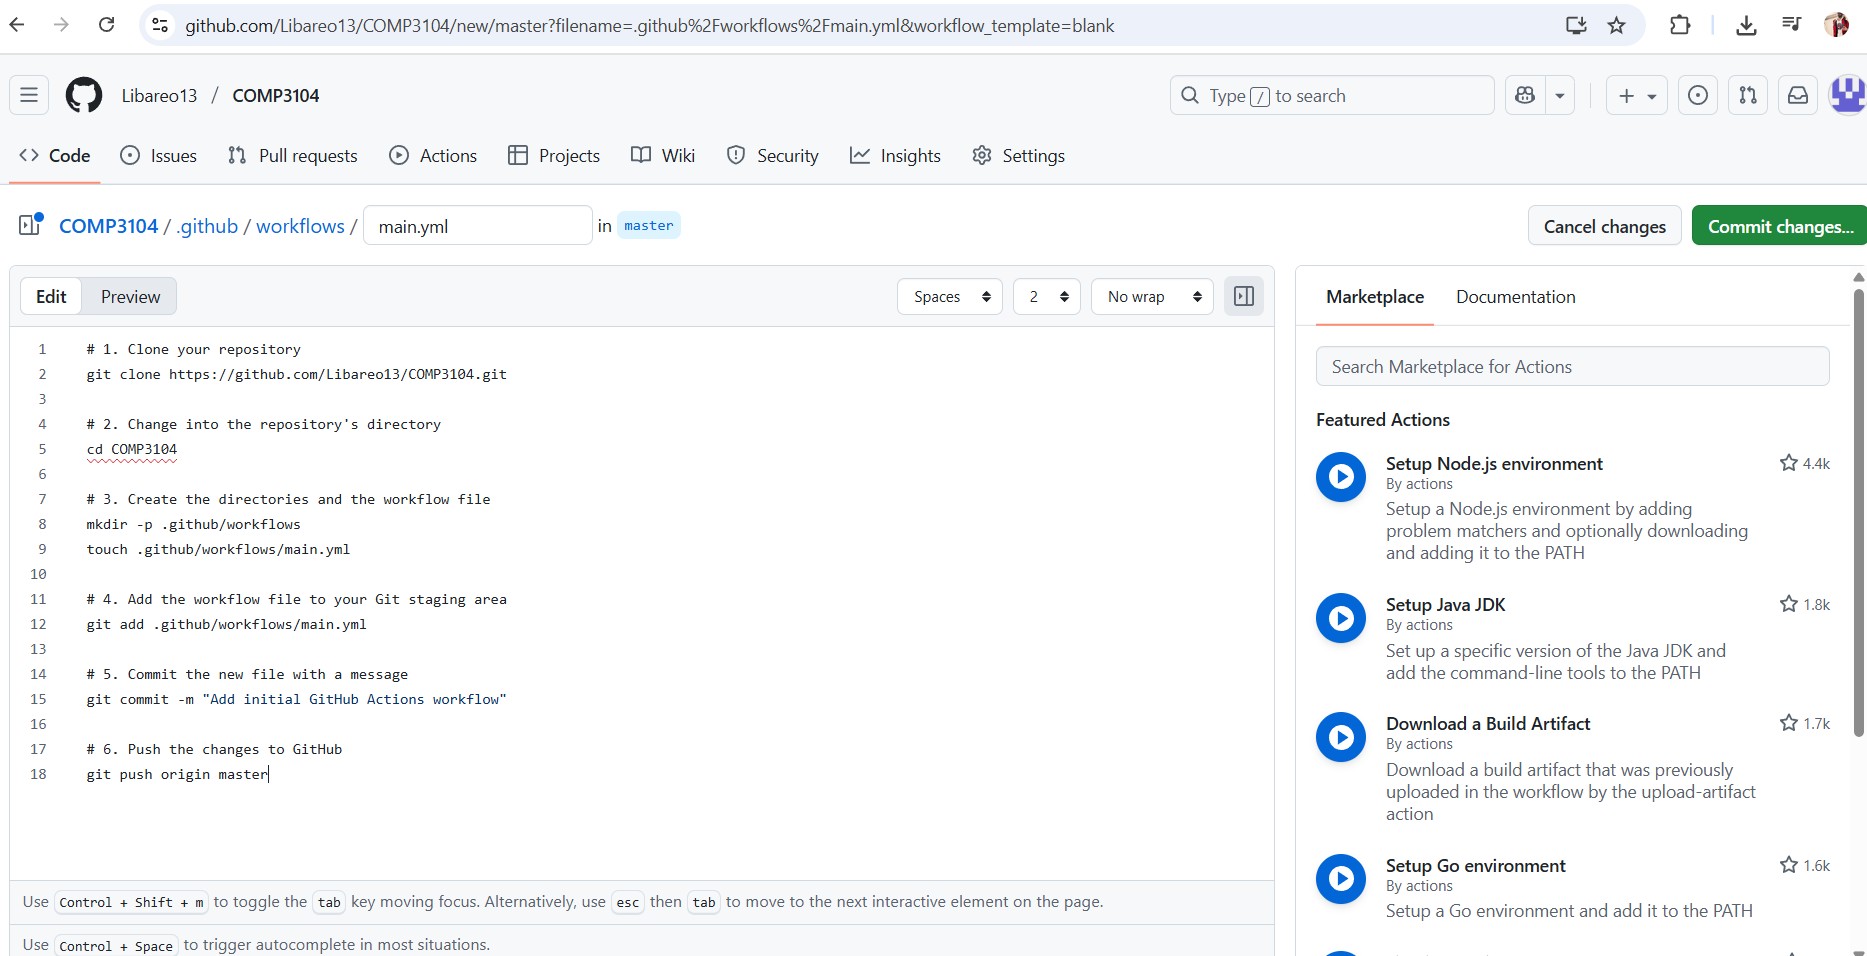 github.com/Libareo13/COMP3104/new/master?filename=.github%2Fworkflows%2Fmain.yml&workflow_template=blank
Libareo13 / COMP3104
Type / to search
Code Issues Pull requests Actions Projects Wiki Security Insights Settings
COMP3104 / .github / workflows / main.yml in master
Cancel changes Commit changes...
Edit Preview Spaces 2 No wrap
1 # 1. Clone your repository
2 git clone https://github.com/Libareo13/COMP3104.git
3
4 # 2. Change into the repository's directory
5 cd COMP3104
6
7 # 3. Create the directories and the workflow file
8 mkdir -p .github/workflows
9 touch .github/workflows/main.yml
10
11 # 4. Add the workflow file to your Git staging area
12 git add .github/workflows/main.yml
13
14 # 5. Commit the new file with a message
15 git commit -m "Add initial GitHub Actions workflow"
16
17 # 6. Push the changes to GitHub
18 git push origin master
Use Control + Shift + m to toggle the tab key moving focus. Alternatively, use esc then tab to move to the next interactive element on the page.
Use Control + Space to trigger autocomplete in most situations.
Marketplace Documentation
Search Marketplace for Actions
Featured Actions
Setup Node.js environment 4.4k
By actions
Setup a Node.js environment by adding
problem matchers and optionally downloading
and adding it to the PATH
Setup Java JDK 1.8k
By actions
Set up a specific version of the Java JDK and
add the command-line tools to the PATH
Download a Build Artifact 1.7k
By actions
Download a build artifact that was previously
uploaded in the workflow by the upload-artifact
action
Setup Go environment 1.6k
By actions
Setup a Go environment and add it to the PATH